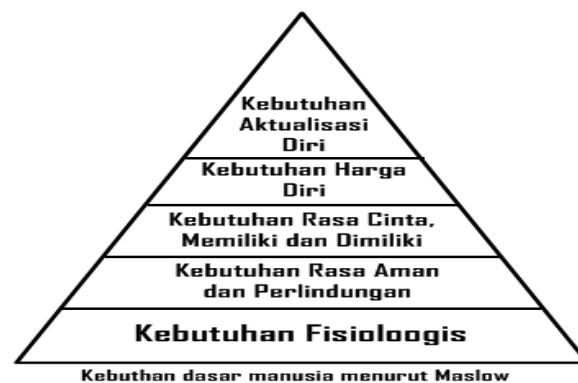 Kebutuhan
Aktualisasi
Diri
Kebutuhan Harga
Diri
Kebutuhan Rasa Cinta,
Memiliki dan Dimiliki
Kebutuhan Rasa Aman
dan Perlindungan
Kebutuhan Fisioloogis
Kebuthan dasar manusia menurut Maslow